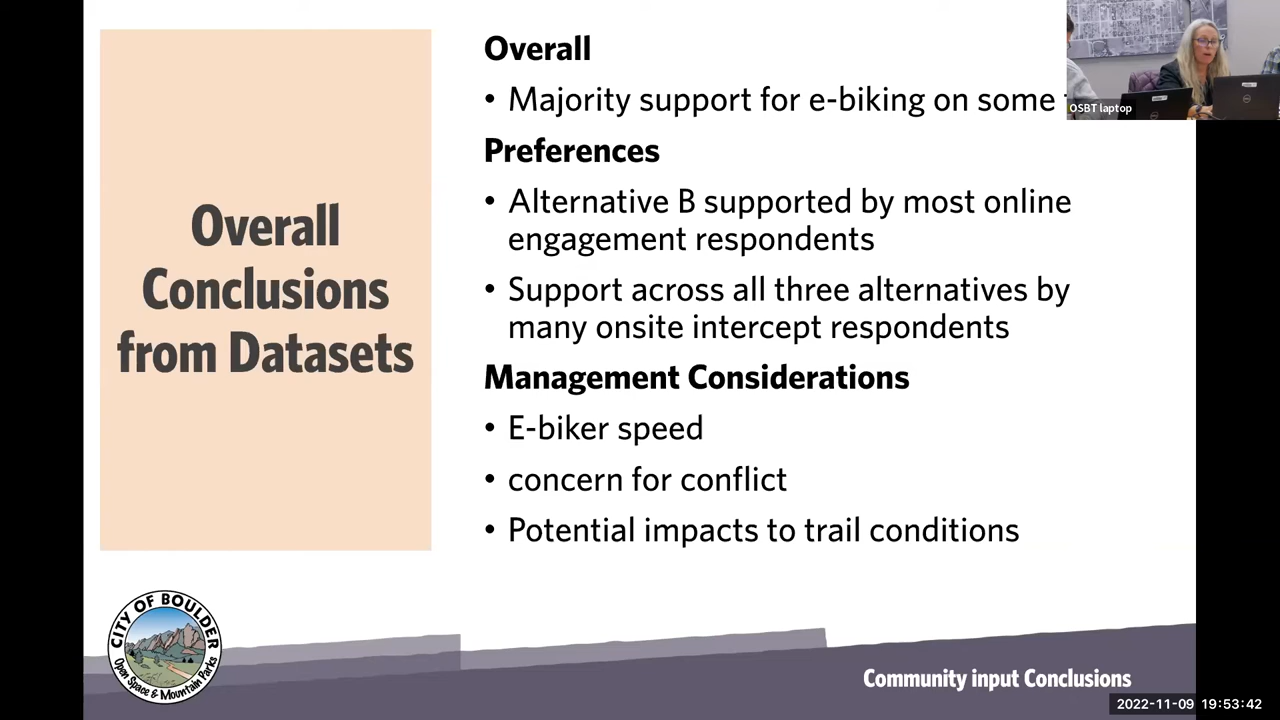 Overall
• Majority support for e-biking on some
OSBT laptop
Preferences
• Alternative B supported by most online
engagement respondents
• Support across all three alternatives by
many onsite intercept respondents
Management Considerations
• E-biker speed
• concern for conflict
• Potential impacts to trail conditions
Overall
Conclusions
from Datasets
CITY OF BOULDER
Open Space & Mountain Parks
Community input Conclusions
2022-11-09 19:53:42